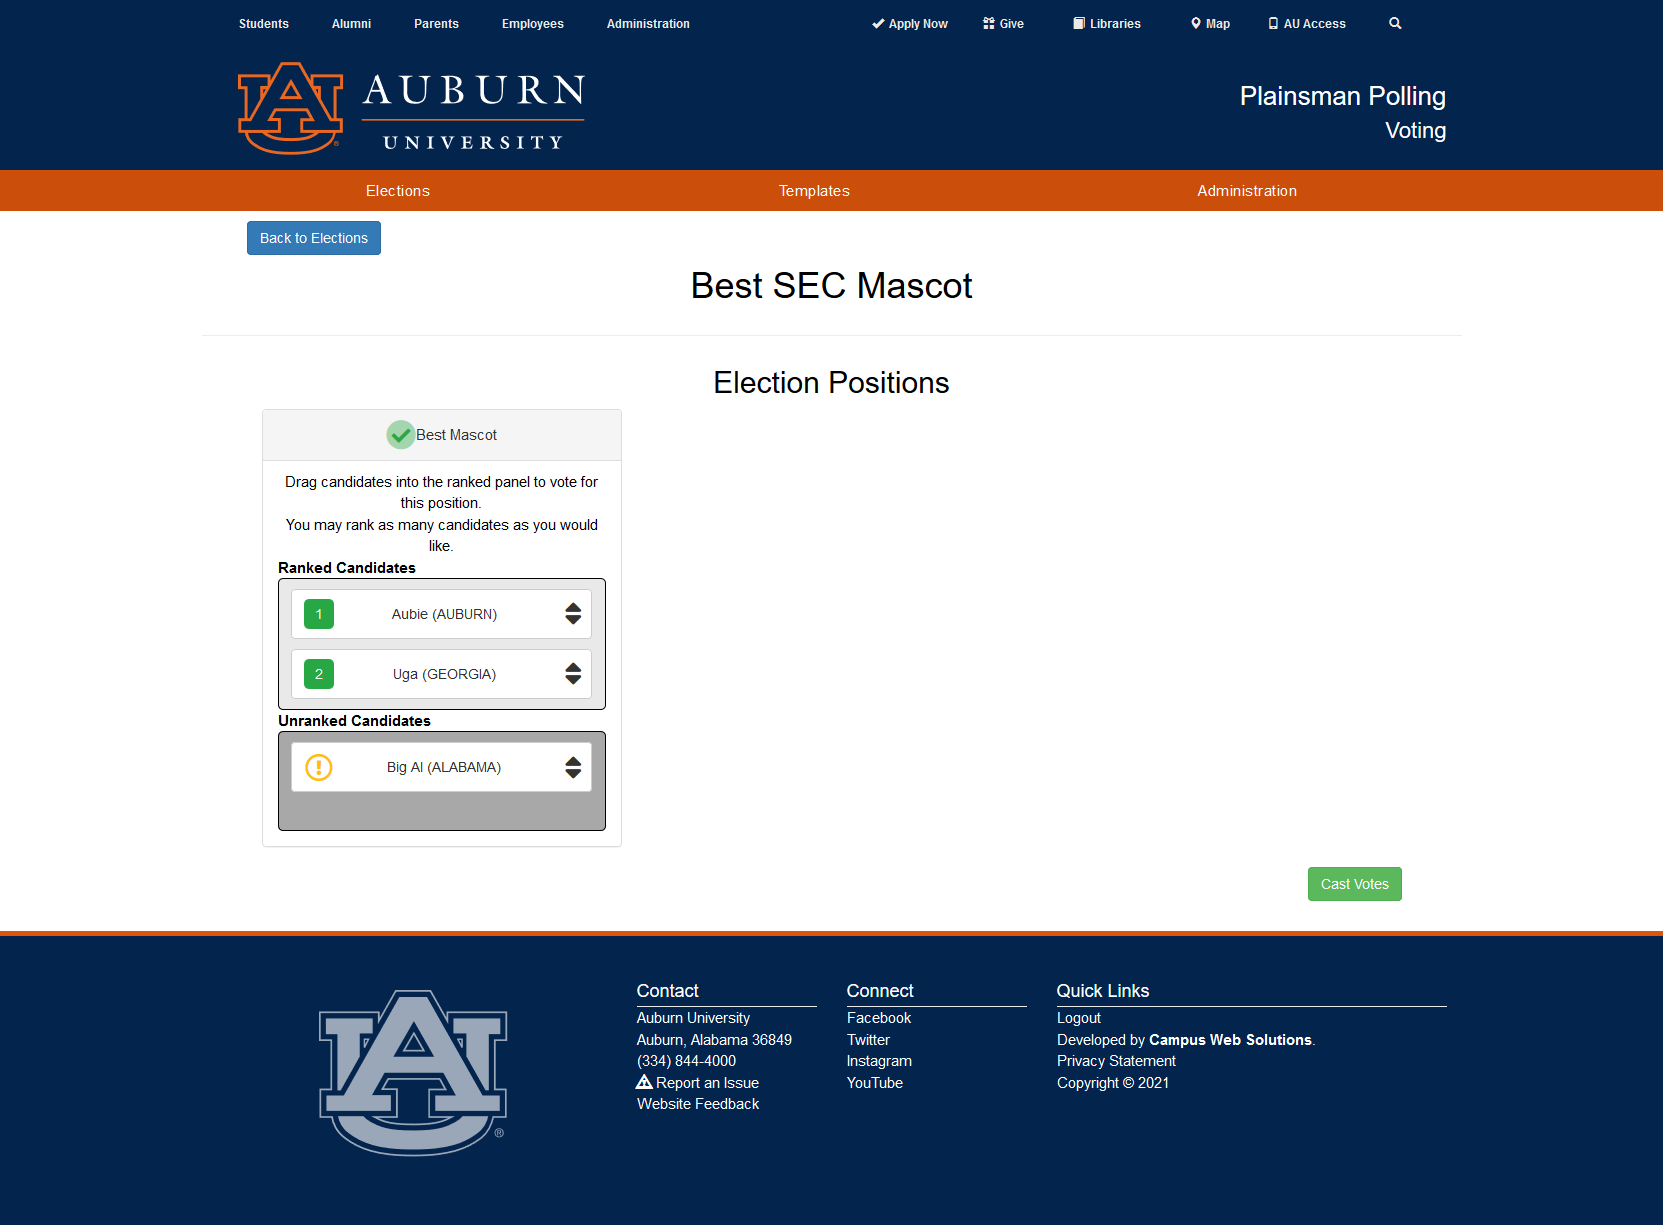 Students Alumni Parents Employees Administration Apply Now Give Libraries Map AU Access
AUBURN
UNIVERSITY
®
Plainsman Polling
Voting
Elections Templates Administration
Back to Elections
Best SEC Mascot
Election Positions
Best Mascot
Drag candidates into the ranked panel to vote for
this position.
You may rank as many candidates as you would
like.
Ranked Candidates
1 Aubie (AUBURN)
2 Uga (GEORGIA)
Unranked Candidates
Big Al (ALABAMA)
Cast Votes
AU
®
Contact
Auburn University
Auburn, Alabama 36849
(334) 844-4000
Report an Issue
Website Feedback
Connect
Facebook
Twitter
Instagram
YouTube
Quick Links
Logout
Developed by Campus Web Solutions.
Privacy Statement
Copyright © 2021